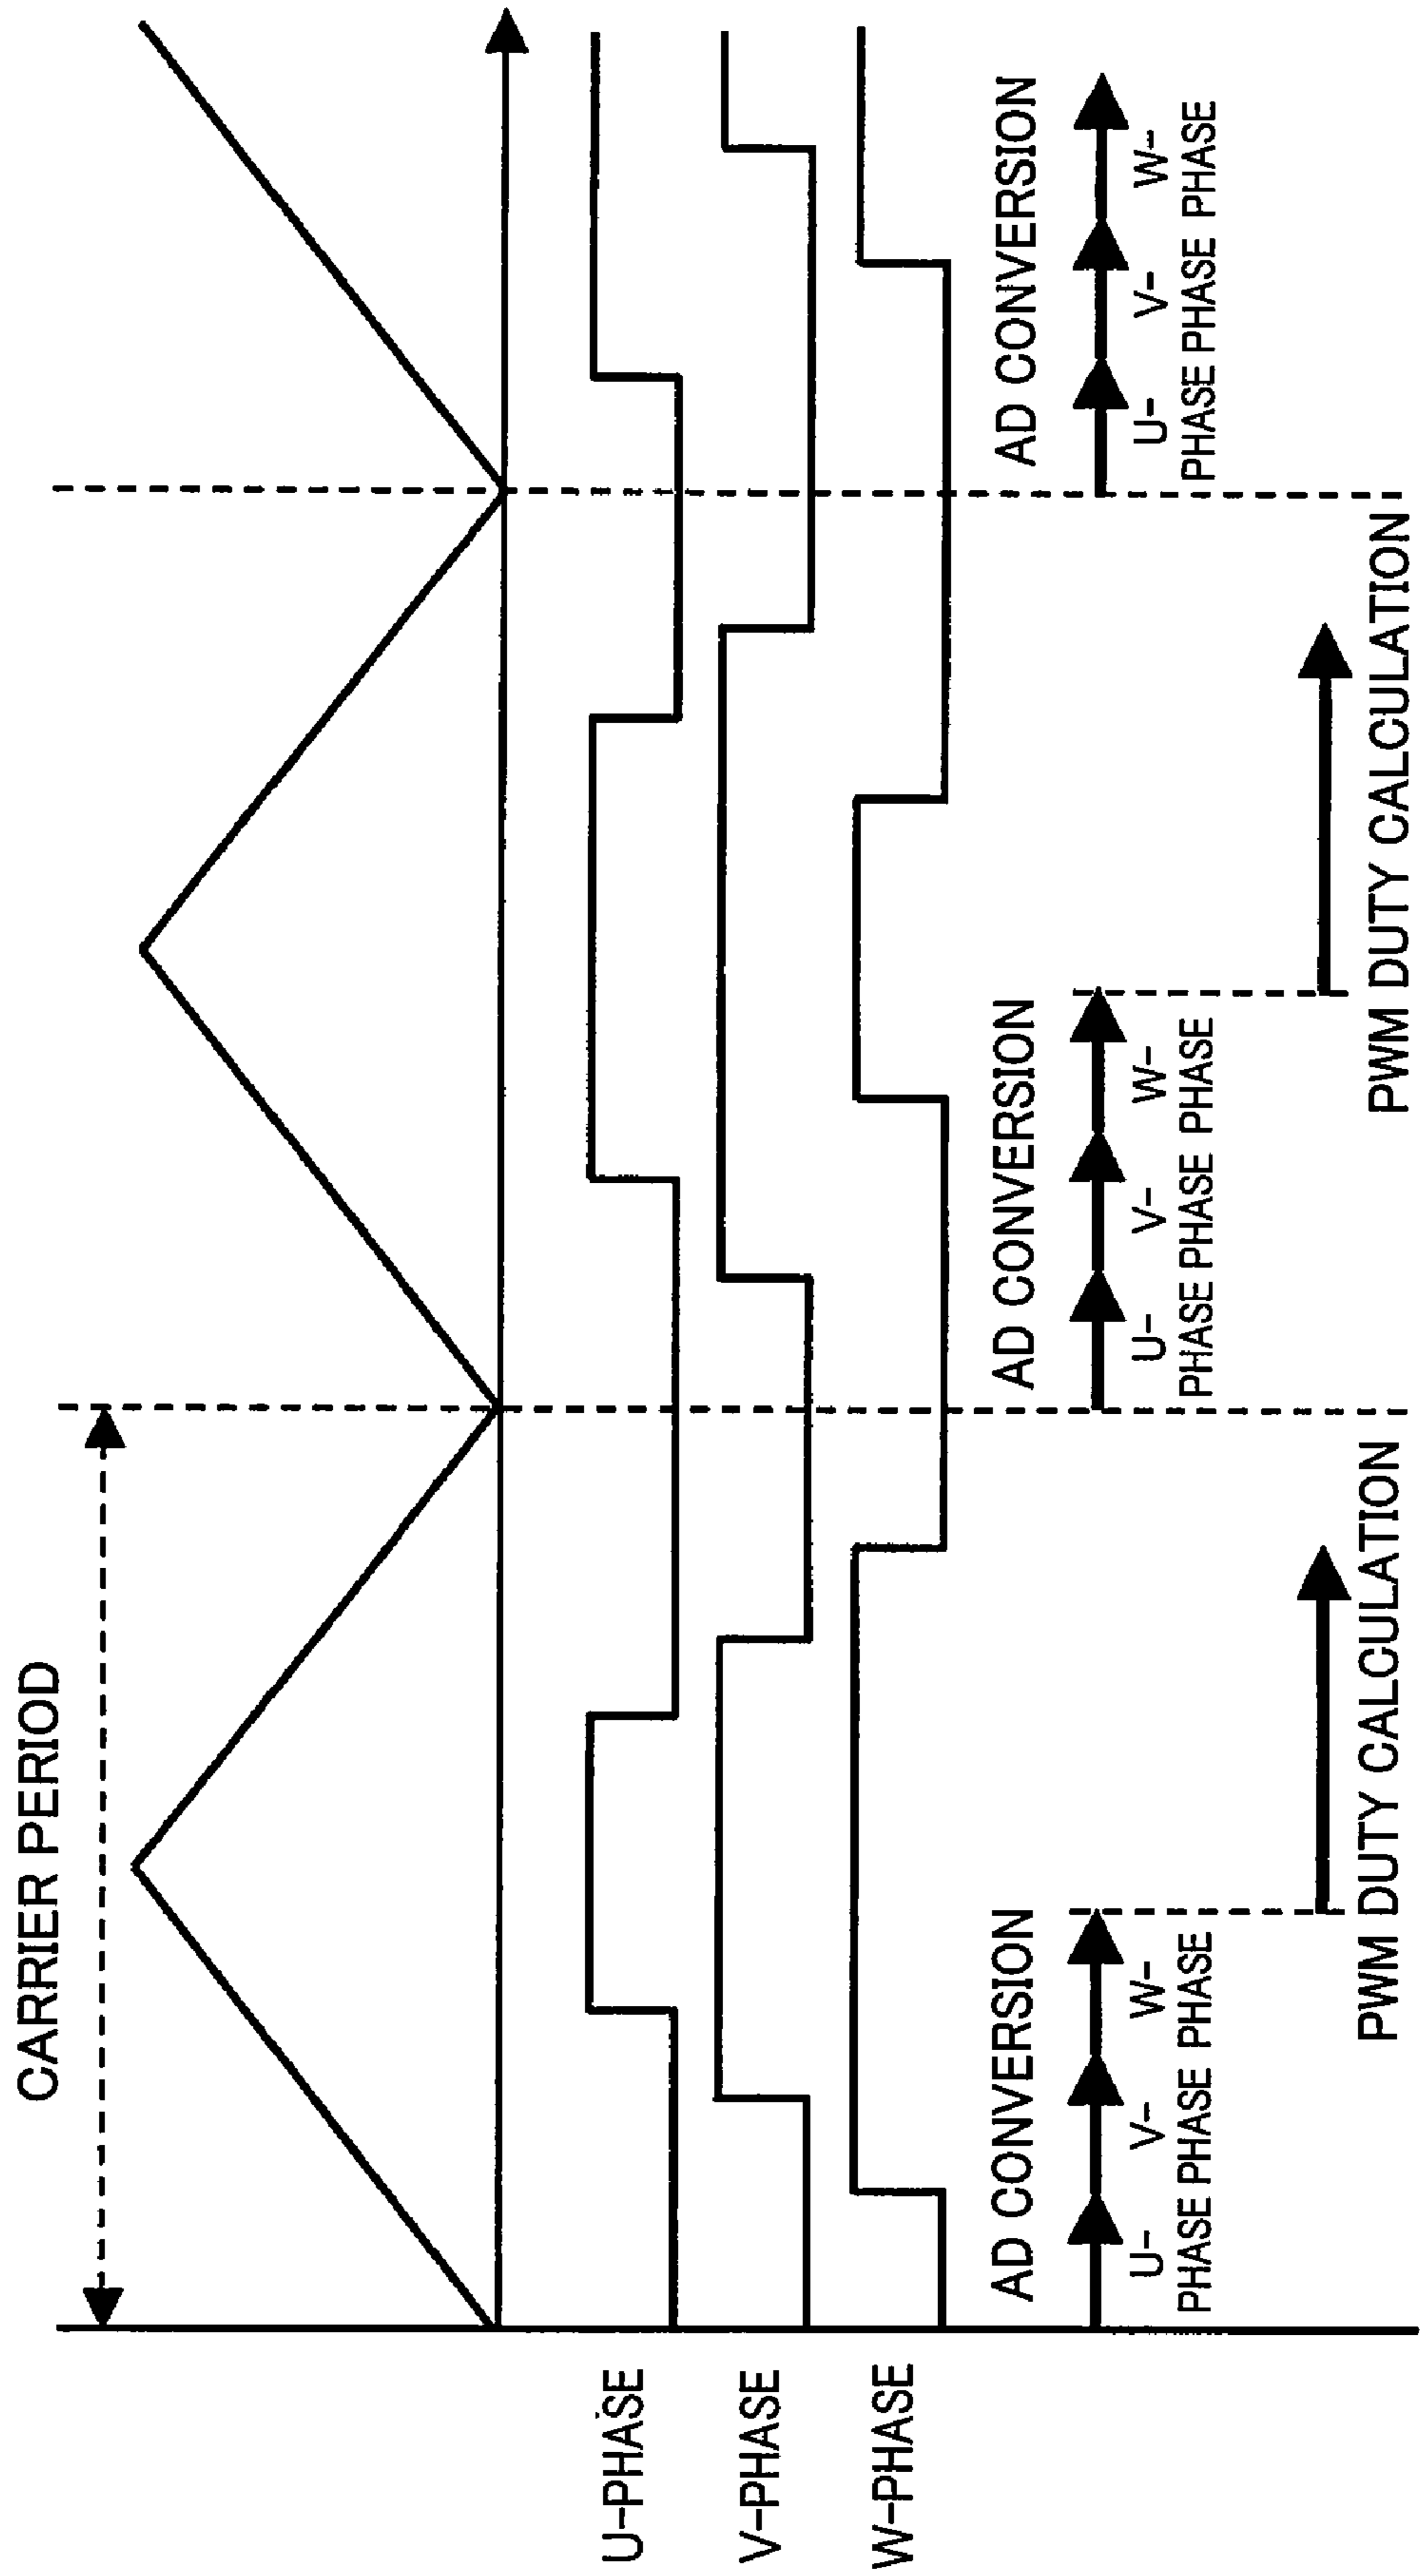 CARRIER PERIOD
U-PHASE
V-PHASE
W-PHASE
AD CONVERSION
U- V- W-
PHASE PHASE PHASE
AD CONVERSION
U- V- W-
PHASE PHASE PHASE
AD CONVERSION
U- V- W-
PHASE PHASE PHASE
PWM DUTY CALCULATION
PWM DUTY CALCULATION